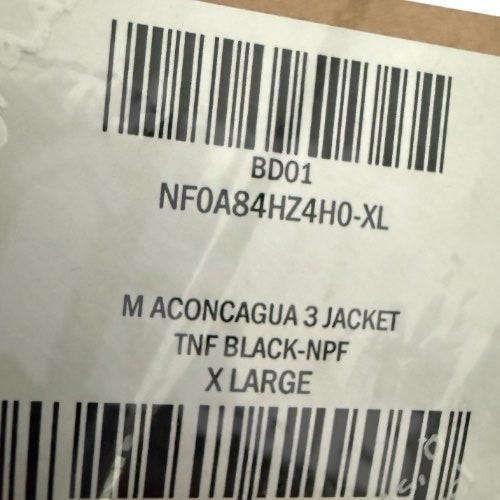 BD01
NF0A84HZ4H0-XL
M ACONCAGUA 3 JACKET
TNF BLACK-NPF
X LARGE